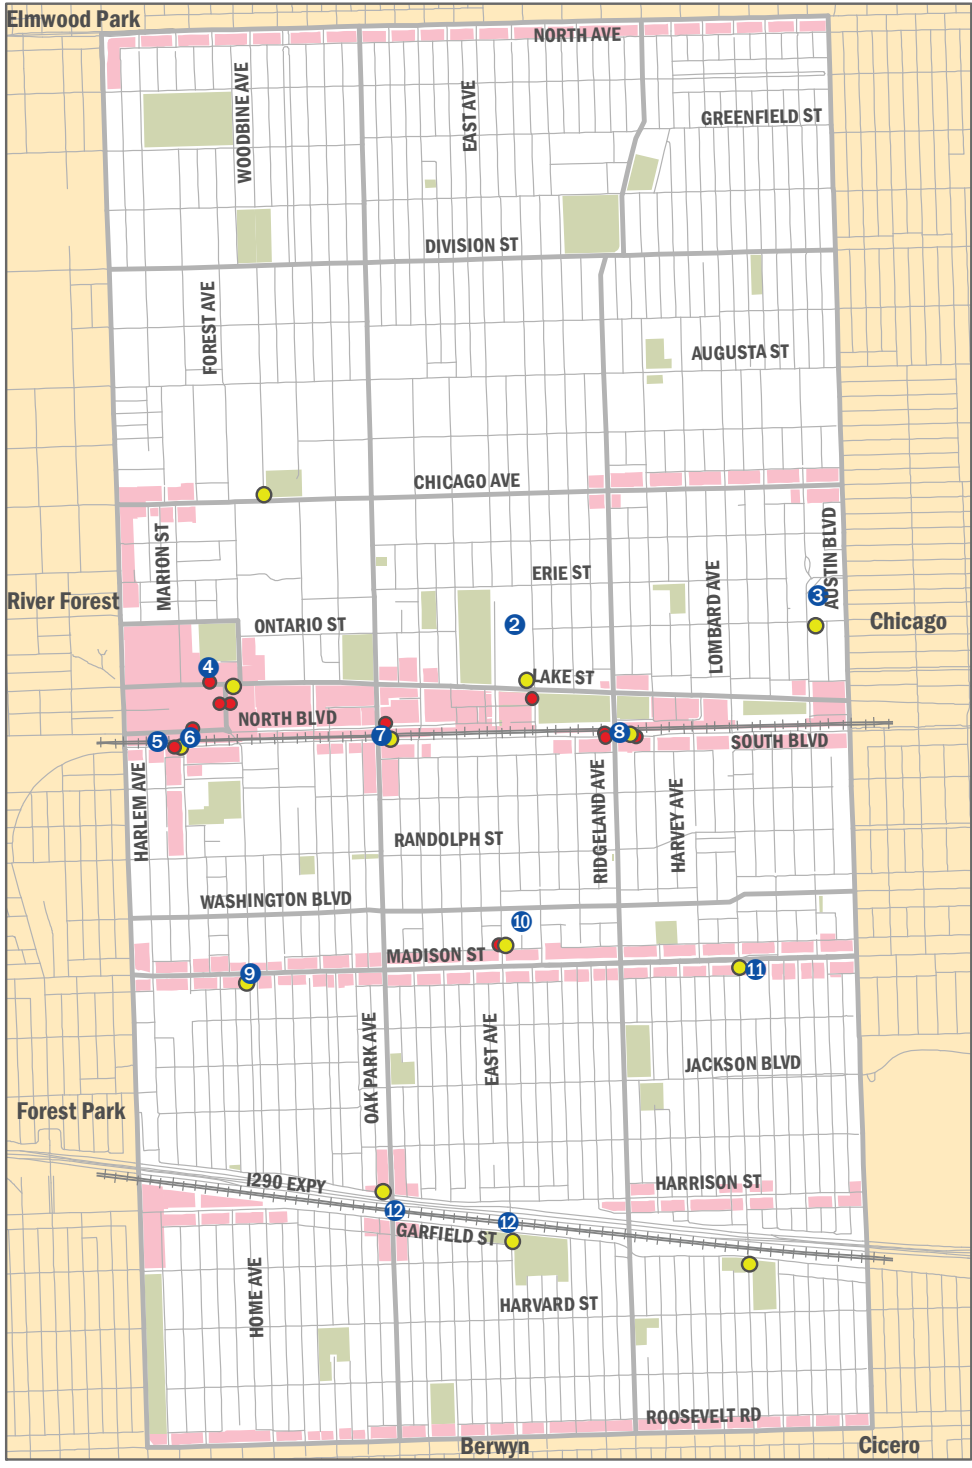 Elmwood Park
NORTH AVE
WOODBINE AVE
EAST AVE
GREENFIELD ST
DIVISION ST
FOREST AVE
AUGUSTA ST
CHICAGO AVE
MARION ST
AUSTIN BLVD
ERIE ST
LOMBARD AVE
3
River Forest
ONTARIO ST
2
Chicago
4
LAKE ST
NORTH BLVD
5
6
7
8
SOUTH BLVD
HARLEM AVE
RIDGELAND AVE
HARVEY AVE
RANDOLPH ST
WASHINGTON BLVD
10
MADISON ST
9
11
OAK PARK AVE
EAST AVE
JACKSON BLVD
Forest Park
I290 EXPY
HARRISON ST
12
12
GARFIELD ST
HOME AVE
HARVARD ST
ROOSEVELT RD
Berwyn
Cicero